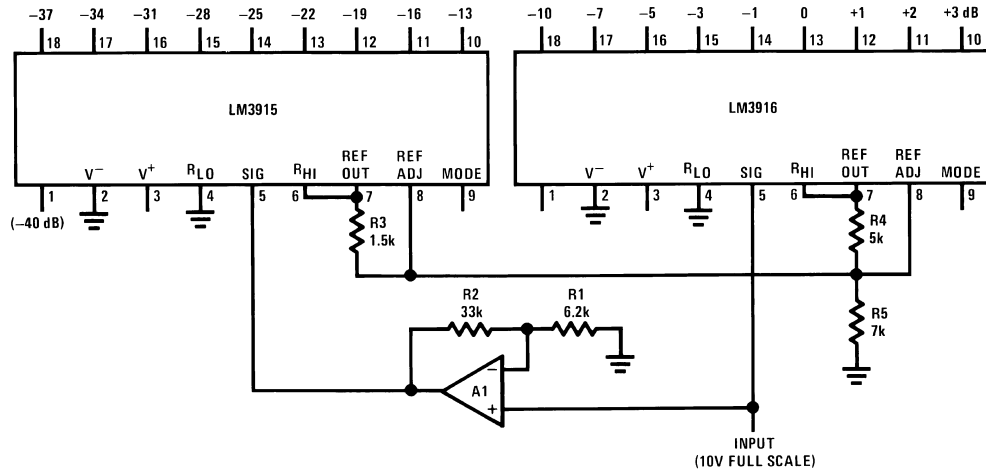 −37 −34 −31 −28 −25 −22 −19 −16 −13 −10 −7 −5 −3 −1 0 +1 +2 +3 dB
18 17 16 15 14 13 12 11 10 18 17 16 15 14 13 12 11 10
LM3915 LM3916
V− V+ RLO SIG RHI REF OUT REF ADJ MODE
V− V+ RLO SIG RHI REF OUT REF ADJ MODE
1 2 3 4 5 6 7 8 9 1 2 3 4 5 6 7 8 9
(−40 dB)
R3
1.5k
R4
5k
R2
33k
R1
6.2k
R5
7k
−
A1
+
INPUT
(10V FULL SCALE)